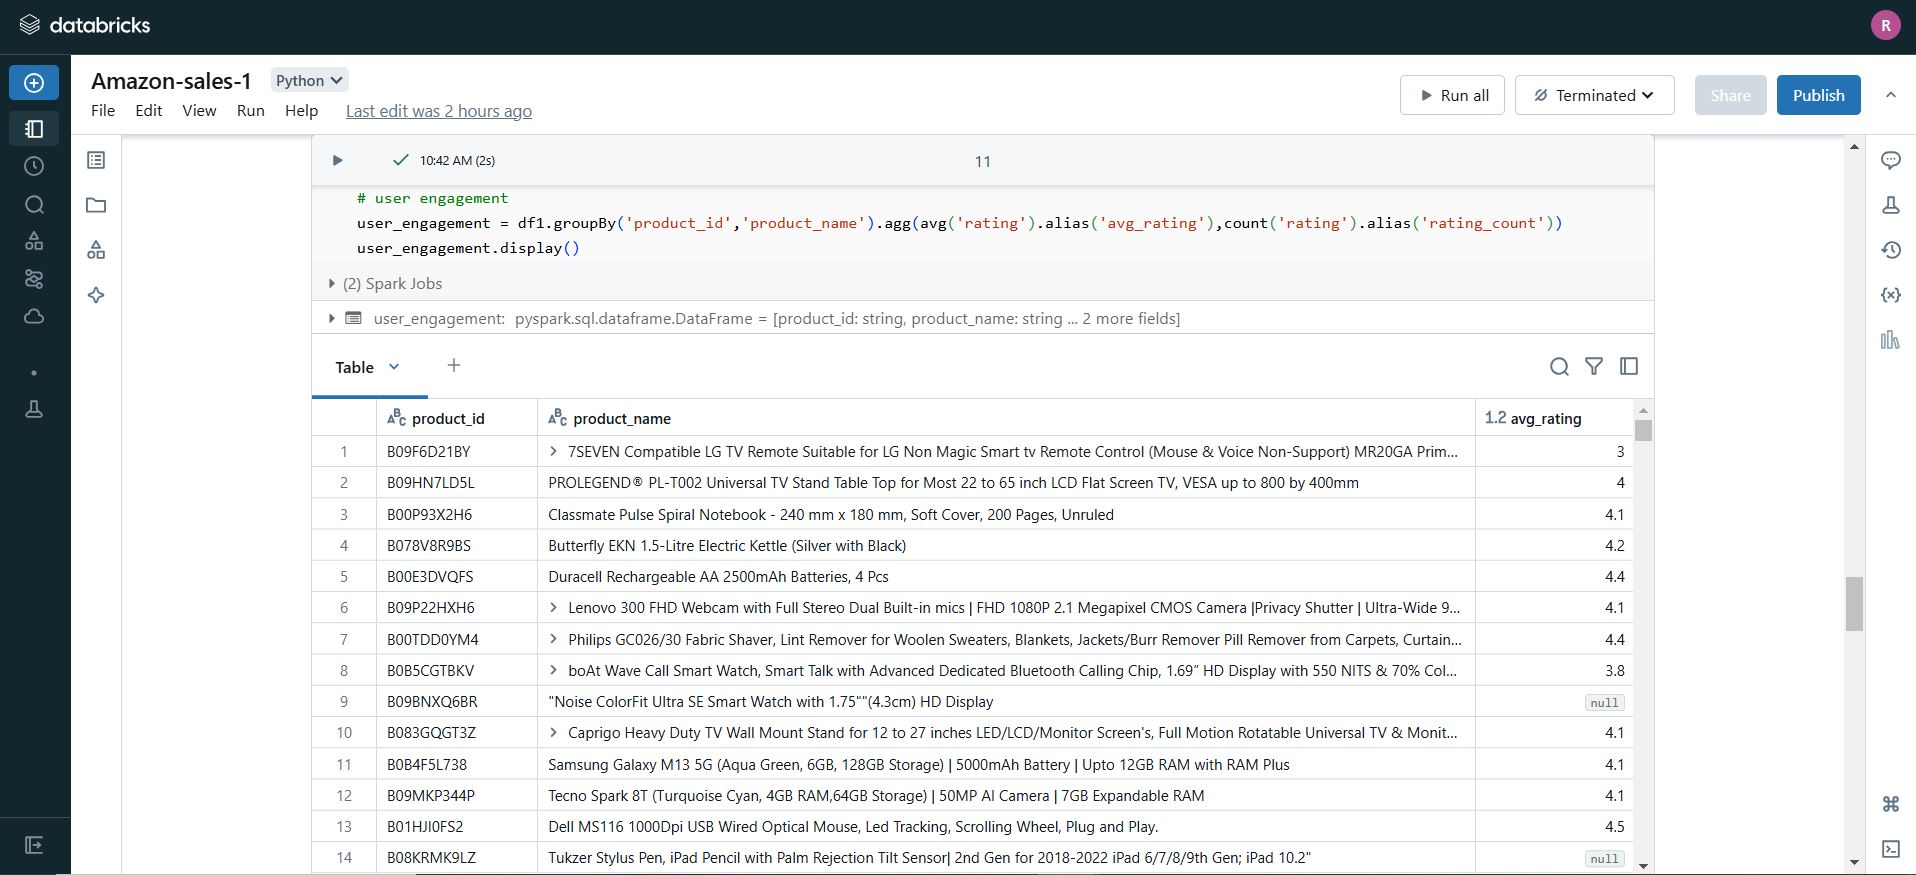 databricks
R
Amazon-sales-1 Python
File Edit View Run Help Last edit was 2 hours ago
Run all Terminated Share Publish
10:42 AM (2s) 11
# user engagement
user_engagement = df1.groupBy('product_id','product_name').agg(avg('rating').alias('avg_rating'),count('rating').alias('rating_count'))
user_engagement.display()
(2) Spark Jobs
user_engagement: pyspark.sql.dataframe.DataFrame = [product_id: string, product_name: string ... 2 more fields]
Table +
ABC product_id ABC product_name 1.2 avg_rating
1 B09F6D21BY > 7SEVEN Compatible LG TV Remote Suitable for LG Non Magic Smart tv Remote Control (Mouse & Voice Non-Support) MR20GA Prim... 3
2 B09HN7LD5L PROLEGEND® PL-T002 Universal TV Stand Table Top for Most 22 to 65 inch LCD Flat Screen TV, VESA up to 800 by 400mm 4
3 B00P93X2H6 Classmate Pulse Spiral Notebook - 240 mm x 180 mm, Soft Cover, 200 Pages, Unruled 4.1
4 B078V8R9BS Butterfly EKN 1.5-Litre Electric Kettle (Silver with Black) 4.2
5 B00E3DVQFS Duracell Rechargeable AA 2500mAh Batteries, 4 Pcs 4.4
6 B09P22HXH6 > Lenovo 300 FHD Webcam with Full Stereo Dual Built-in mics | FHD 1080P 2.1 Megapixel CMOS Camera |Privacy Shutter | Ultra-Wide 9... 4.1
7 B00TDD0YM4 > Philips GC026/30 Fabric Shaver, Lint Remover for Woolen Sweaters, Blankets, Jackets/Burr Remover Pill Remover from Carpets, Curtain... 4.4
8 B0B5CGTBKV > boAt Wave Call Smart Watch, Smart Talk with Advanced Dedicated Bluetooth Calling Chip, 1.69” HD Display with 550 NITS & 70% Col... 3.8
9 B09BNXQ6BR "Noise ColorFit Ultra SE Smart Watch with 1.75""(4.3cm) HD Display null
10 B083GQGT3Z > Caprigo Heavy Duty TV Wall Mount Stand for 12 to 27 inches LED/LCD/Monitor Screen's, Full Motion Rotatable Universal TV & Monit... 4.1
11 B0B4F5L738 Samsung Galaxy M13 5G (Aqua Green, 6GB, 128GB Storage) | 5000mAh Battery | Upto 12GB RAM with RAM Plus 4.1
12 B09MKP344P Tecno Spark 8T (Turquoise Cyan, 4GB RAM,64GB Storage) | 50MP AI Camera | 7GB Expandable RAM 4.1
13 B01HJI0FS2 Dell MS116 1000Dpi USB Wired Optical Mouse, Led Tracking, Scrolling Wheel, Plug and Play. 4.5
14 B08KRMK9LZ Tukzer Stylus Pen, iPad Pencil with Palm Rejection Tilt Sensor| 2nd Gen for 2018-2022 iPad 6/7/8/9th Gen; iPad 10.2" null